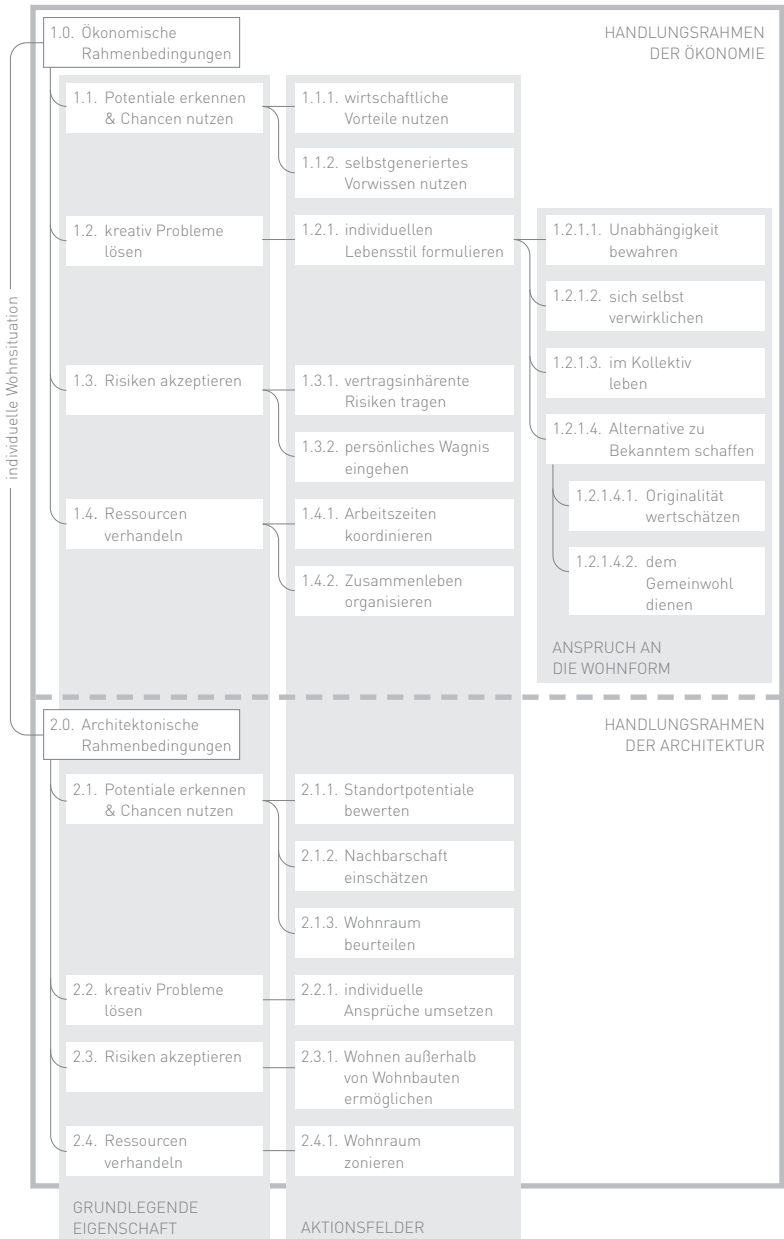 individuelle Wohnsituation
HANDLUNGSRAHMEN
DER ÖKONOMIE
1.0. Ökonomische
Rahmenbedingungen
1.1. Potentiale erkennen
& Chancen nutzen
1.1.1. wirtschaftliche
Vorteile nutzen
1.1.2. selbstgeneriertes
Vorwissen nutzen
1.2. kreativ Probleme
lösen
1.2.1. individuellen
Lebensstil formulieren
1.2.1.1. Unabhängigkeit
bewahren
1.2.1.2. sich selbst
verwirklichen
1.2.1.3. im Kollektiv
leben
1.2.1.4. Alternative zu
Bekanntem schaffen
1.2.1.4.1. Originalität
wertschätzen
1.2.1.4.2. dem
Gemeinwohl
dienen
ANSPRUCH AN
DIE WOHNFORM
1.3. Risiken akzeptieren
1.3.1. vertragsinhärente
Risiken tragen
1.3.2. persönliches Wagnis
eingehen
1.4. Ressourcen
verhandeln
1.4.1. Arbeitszeiten
koordinieren
1.4.2. Zusammenleben
organisieren
HANDLUNGSRAHMEN
DER ARCHITEKTUR
2.0. Architektonische
Rahmenbedingungen
2.1. Potentiale erkennen
& Chancen nutzen
2.1.1. Standortpotentiale
bewerten
2.1.2. Nachbarschaft
einschätzen
2.1.3. Wohnraum
beurteilen
2.2. kreativ Probleme
lösen
2.2.1. individuelle
Ansprüche umsetzen
2.3. Risiken akzeptieren
2.3.1. Wohnen außerhalb
von Wohnbauten
ermöglichen
2.4. Ressourcen
verhandeln
2.4.1. Wohnraum
zonieren
GRUNDLEGENDE
EIGENSCHAFT
AKTIONSFELDER